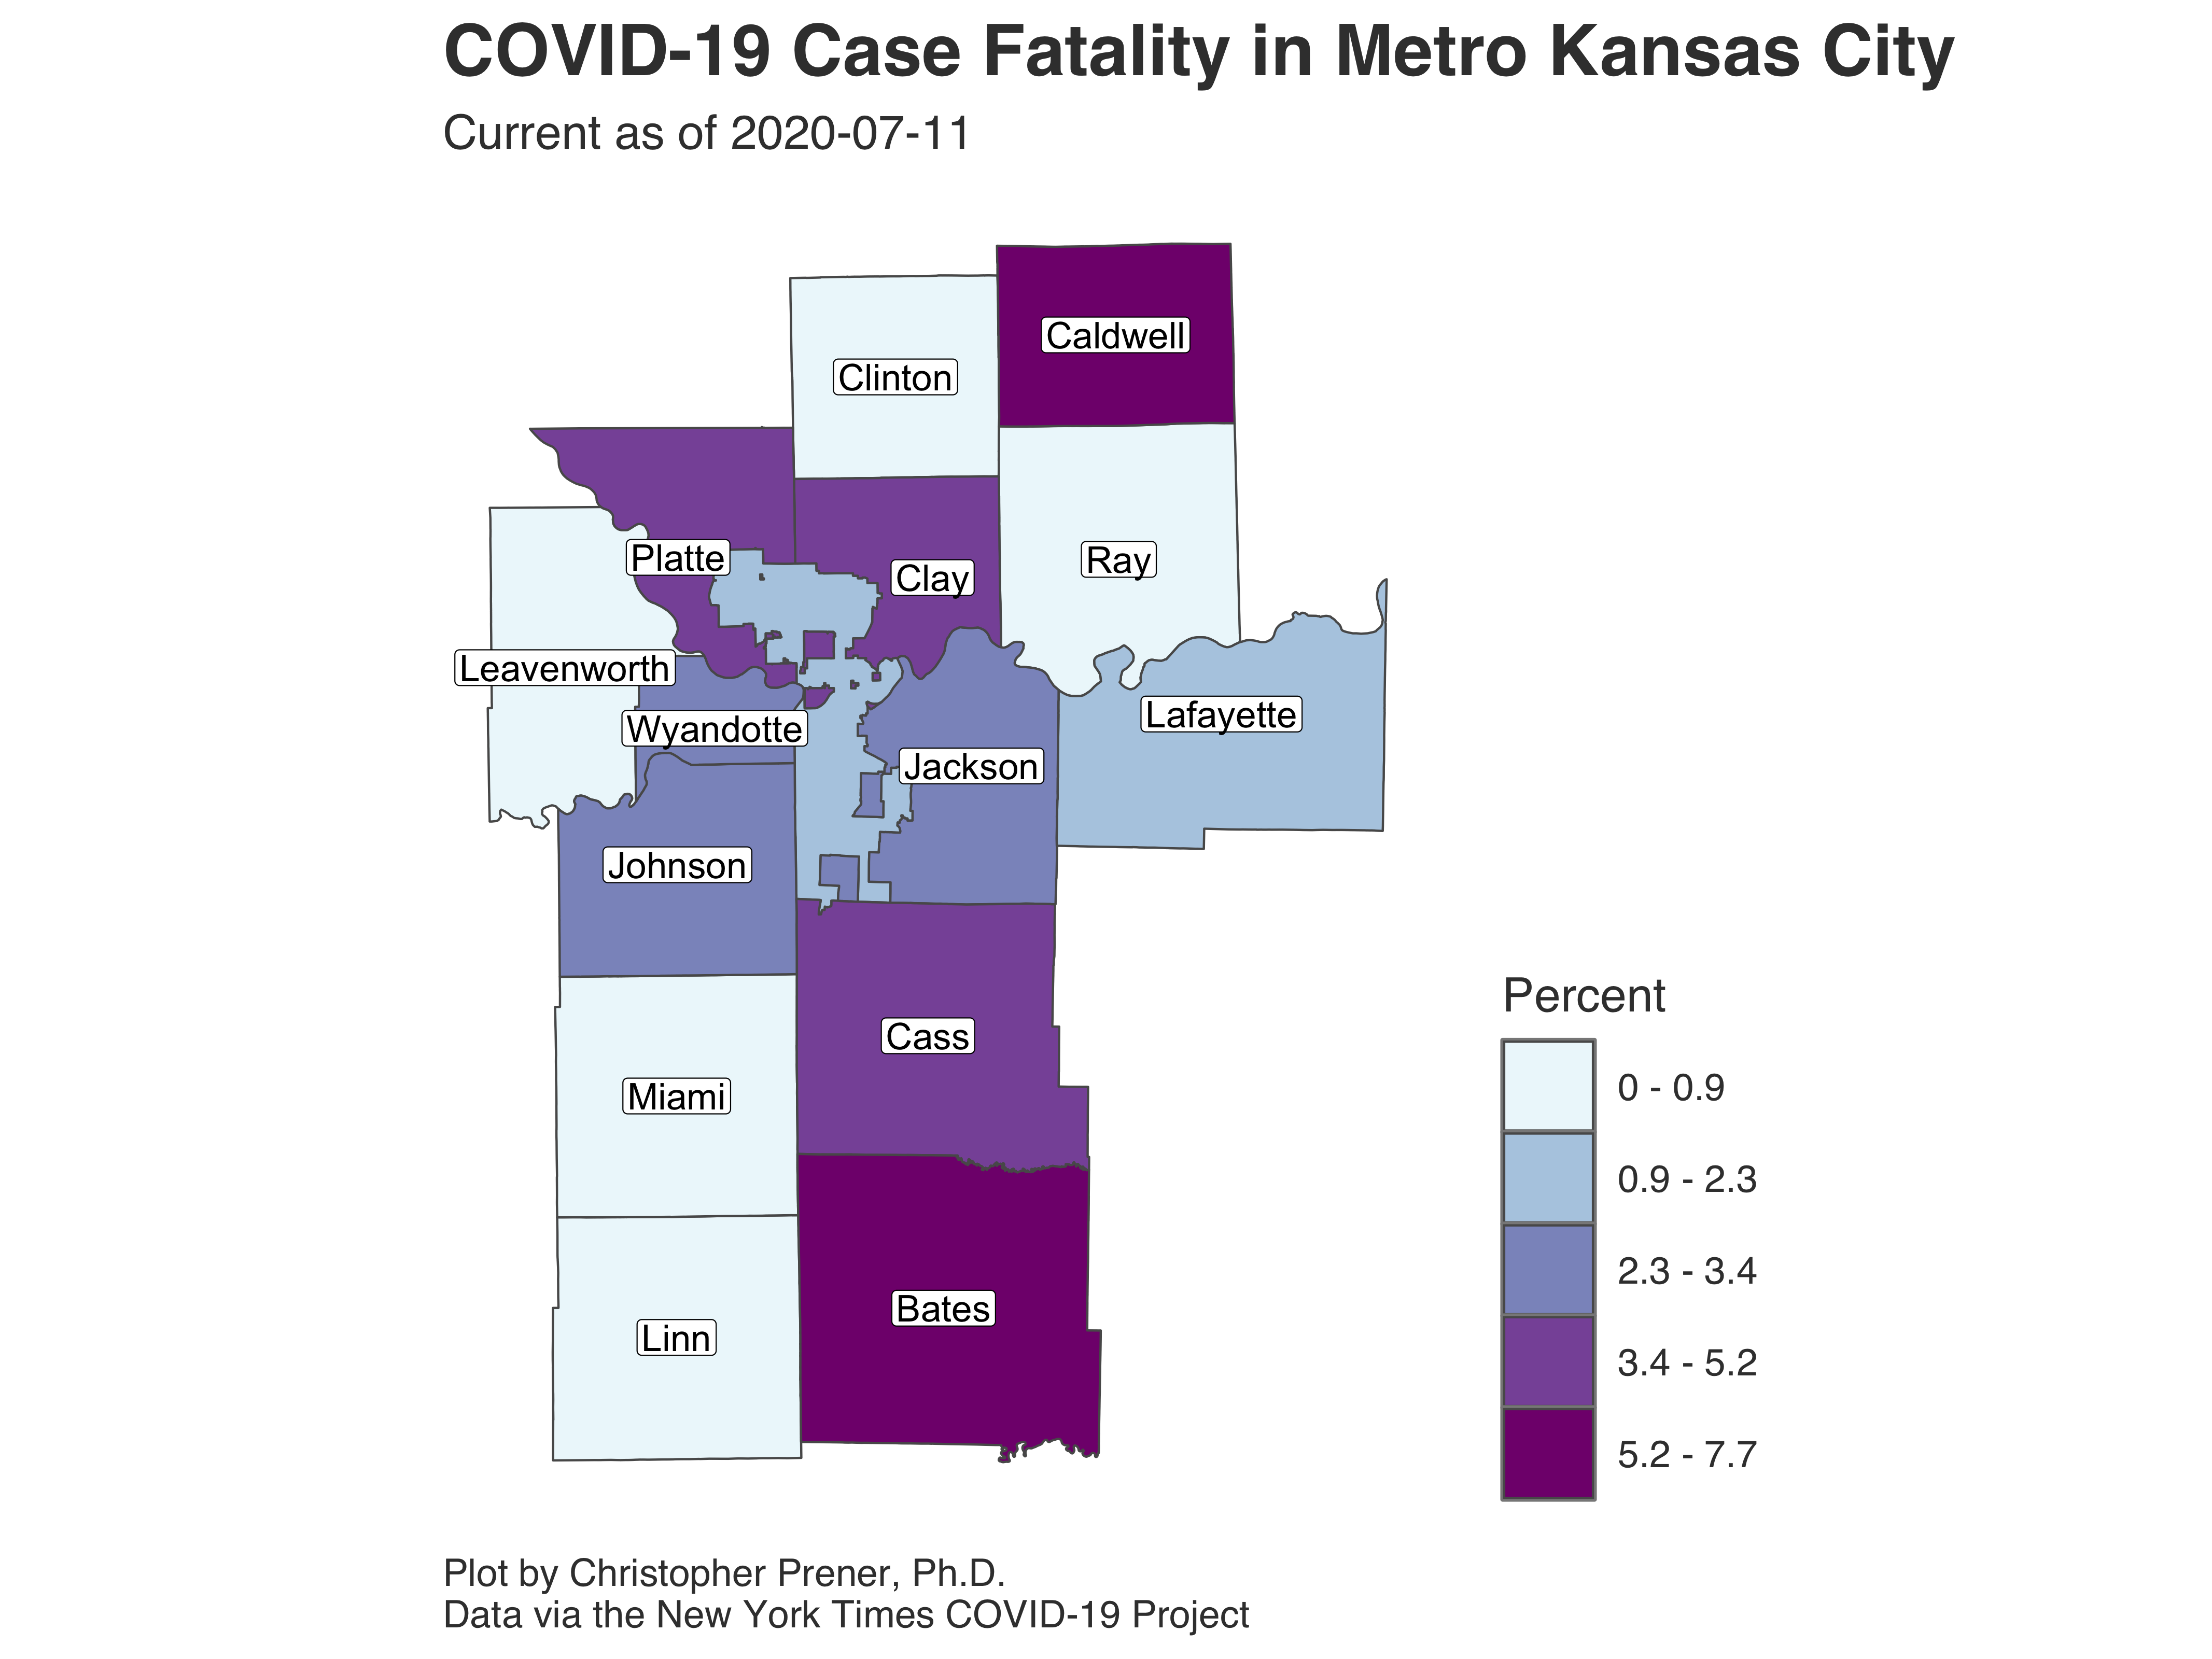 COVID-19 Case Fatality in Metro Kansas City
Current as of 2020-07-11
Caldwell
Clinton
Platte
Clay
Ray
Leavenworth
Wyandotte
Lafayette
Jackson
Johnson
Cass
Miami
Bates
Linn
Percent
0 - 0.9
0.9 - 2.3
2.3 - 3.4
3.4 - 5.2
5.2 - 7.7
Plot by Christopher Prener, Ph.D.
Data via the New York Times COVID-19 Project